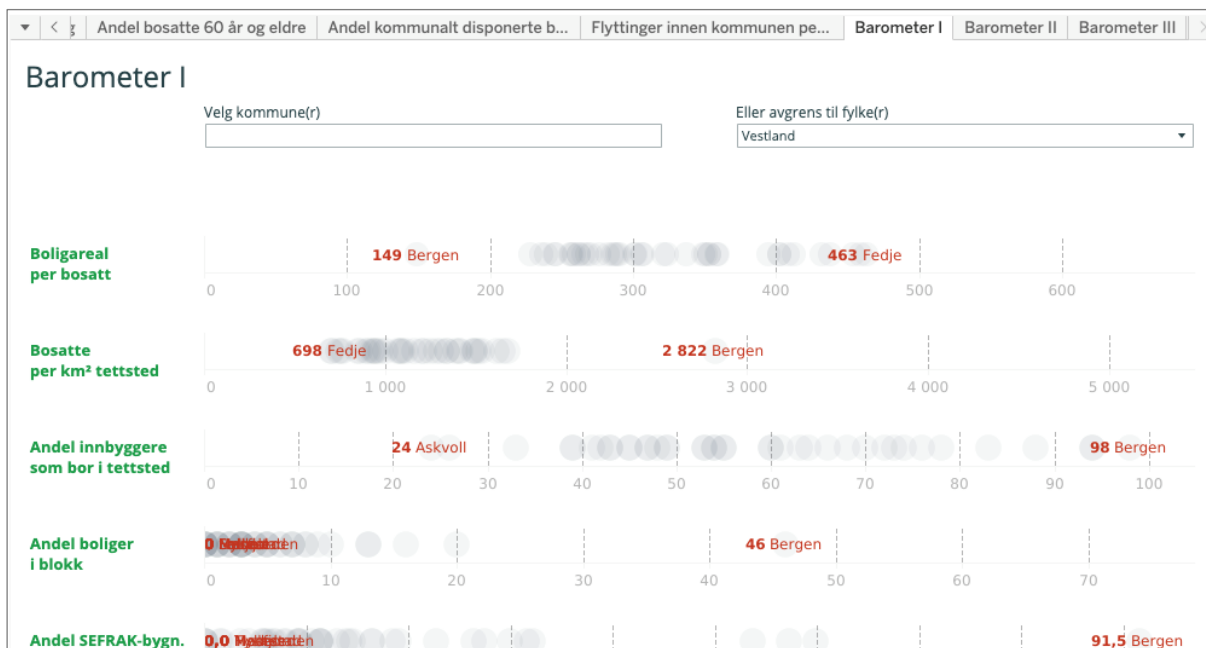 Andel bosatte 60 år og eldre Andel kommunalt disponerte b... Flyttinger innen kommunen pe... Barometer I Barometer II Barometer III
Barometer I
Velg kommune(r) Eller avgrens til fylke(r)
Vestland
Boligareal
per bosatt
149 Bergen 463 Fedje
0 100 200 300 400 500 600
Bosatte
per km² tettsted
698 Fedje 2 822 Bergen
0 1 000 2 000 3 000 4 000 5 000
Andel innbyggere
som bor i tettsted
24 Askvoll 98 Bergen
0 10 20 30 40 50 60 70 80 90 100
Andel boliger
i blokk
0 46 Bergen
0 10 20 30 40 50 60 70
Andel SEFRAK-bygn. 0,0 91,5 Bergen